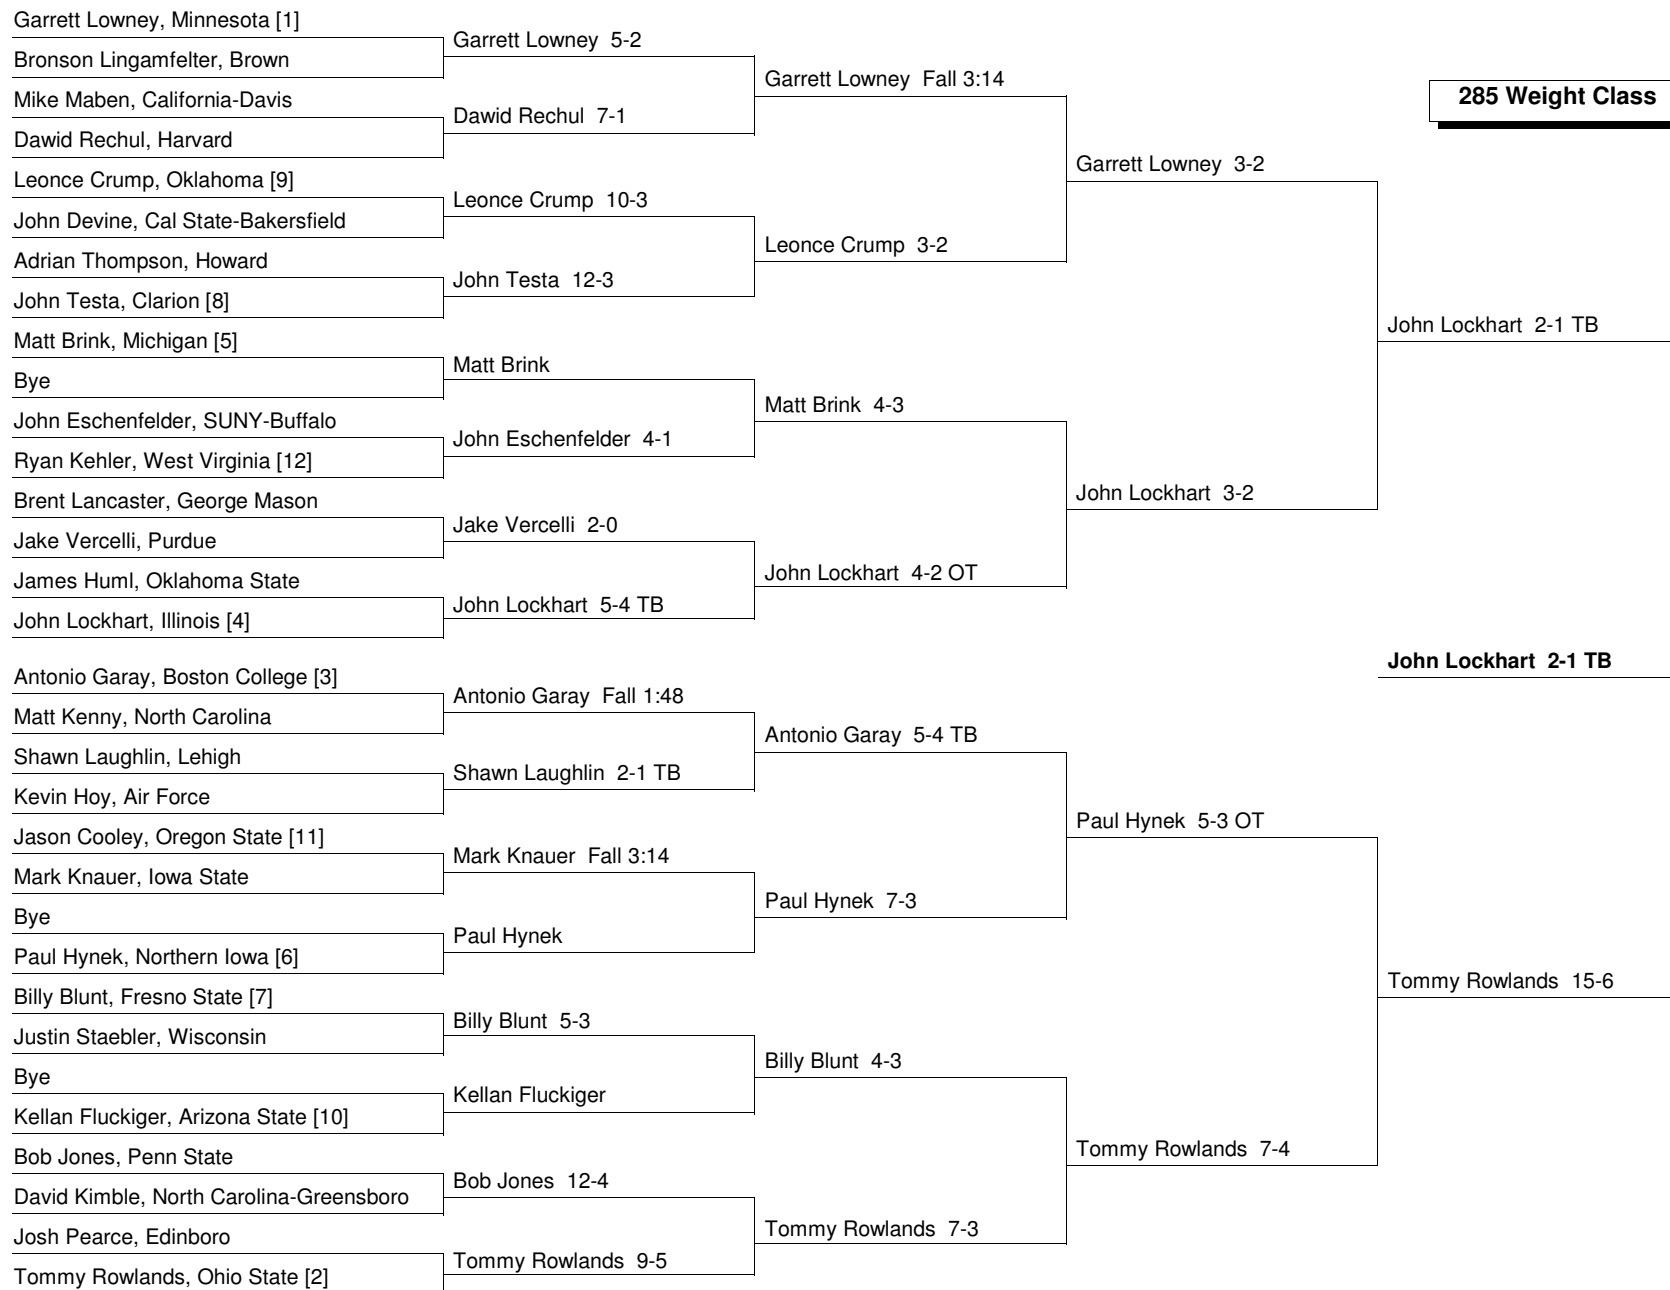 Garrett Lowney, Minnesota [1]
Bronson Lingamfelter, Brown
Mike Maben, California-Davis
Dawid Rechul, Harvard
Leonce Crump, Oklahoma [9]
John Devine, Cal State-Bakersfield
Adrian Thompson, Howard
John Testa, Clarion [8]
Matt Brink, Michigan [5]
Bye
John Eschenfelder, SUNY-Buffalo
Ryan Kehler, West Virginia [12]
Brent Lancaster, George Mason
Jake Vercelli, Purdue
James Huml, Oklahoma State
John Lockhart, Illinois [4]
Antonio Garay, Boston College [3]
Matt Kenny, North Carolina
Shawn Laughlin, Lehigh
Kevin Hoy, Air Force
Jason Cooley, Oregon State [11]
Mark Knauer, Iowa State
Bye
Paul Hynek, Northern Iowa [6]
Billy Blunt, Fresno State [7]
Justin Staebler, Wisconsin
Bye
Kellan Fluckiger, Arizona State [10]
Bob Jones, Penn State
David Kimble, North Carolina-Greensboro
Josh Pearce, Edinboro
Tommy Rowlands, Ohio State [2]
Garrett Lowney 5-2
Dawid Rechul 7-1
Leonce Crump 10-3
John Testa 12-3
Matt Brink
John Eschenfelder 4-1
Jake Vercelli 2-0
John Lockhart 5-4 TB
Antonio Garay Fall 1:48
Shawn Laughlin 2-1 TB
Mark Knauer Fall 3:14
Paul Hynek
Billy Blunt 5-3
Kellan Fluckiger
Bob Jones 12-4
Tommy Rowlands 9-5
Garrett Lowney Fall 3:14
Leonce Crump 3-2
Matt Brink 4-3
John Lockhart 4-2 OT
Antonio Garay 5-4 TB
Paul Hynek 7-3
Billy Blunt 4-3
Tommy Rowlands 7-3
Garrett Lowney 3-2
John Lockhart 3-2
Paul Hynek 5-3 OT
Tommy Rowlands 7-4
285 Weight Class
John Lockhart 2-1 TB
John Lockhart 2-1 TB
Tommy Rowlands 15-6